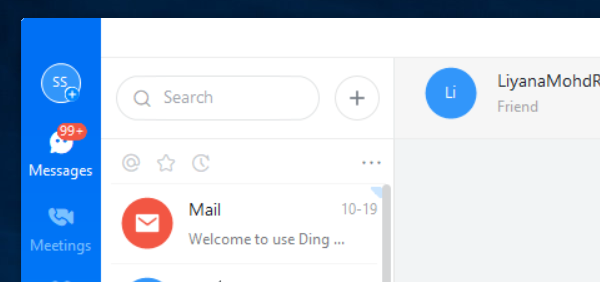 SS
99+
Messages
Meetings
Search
Mail
10-19
Welcome to use Ding ...
Li
LiyanaMohdR
Friend